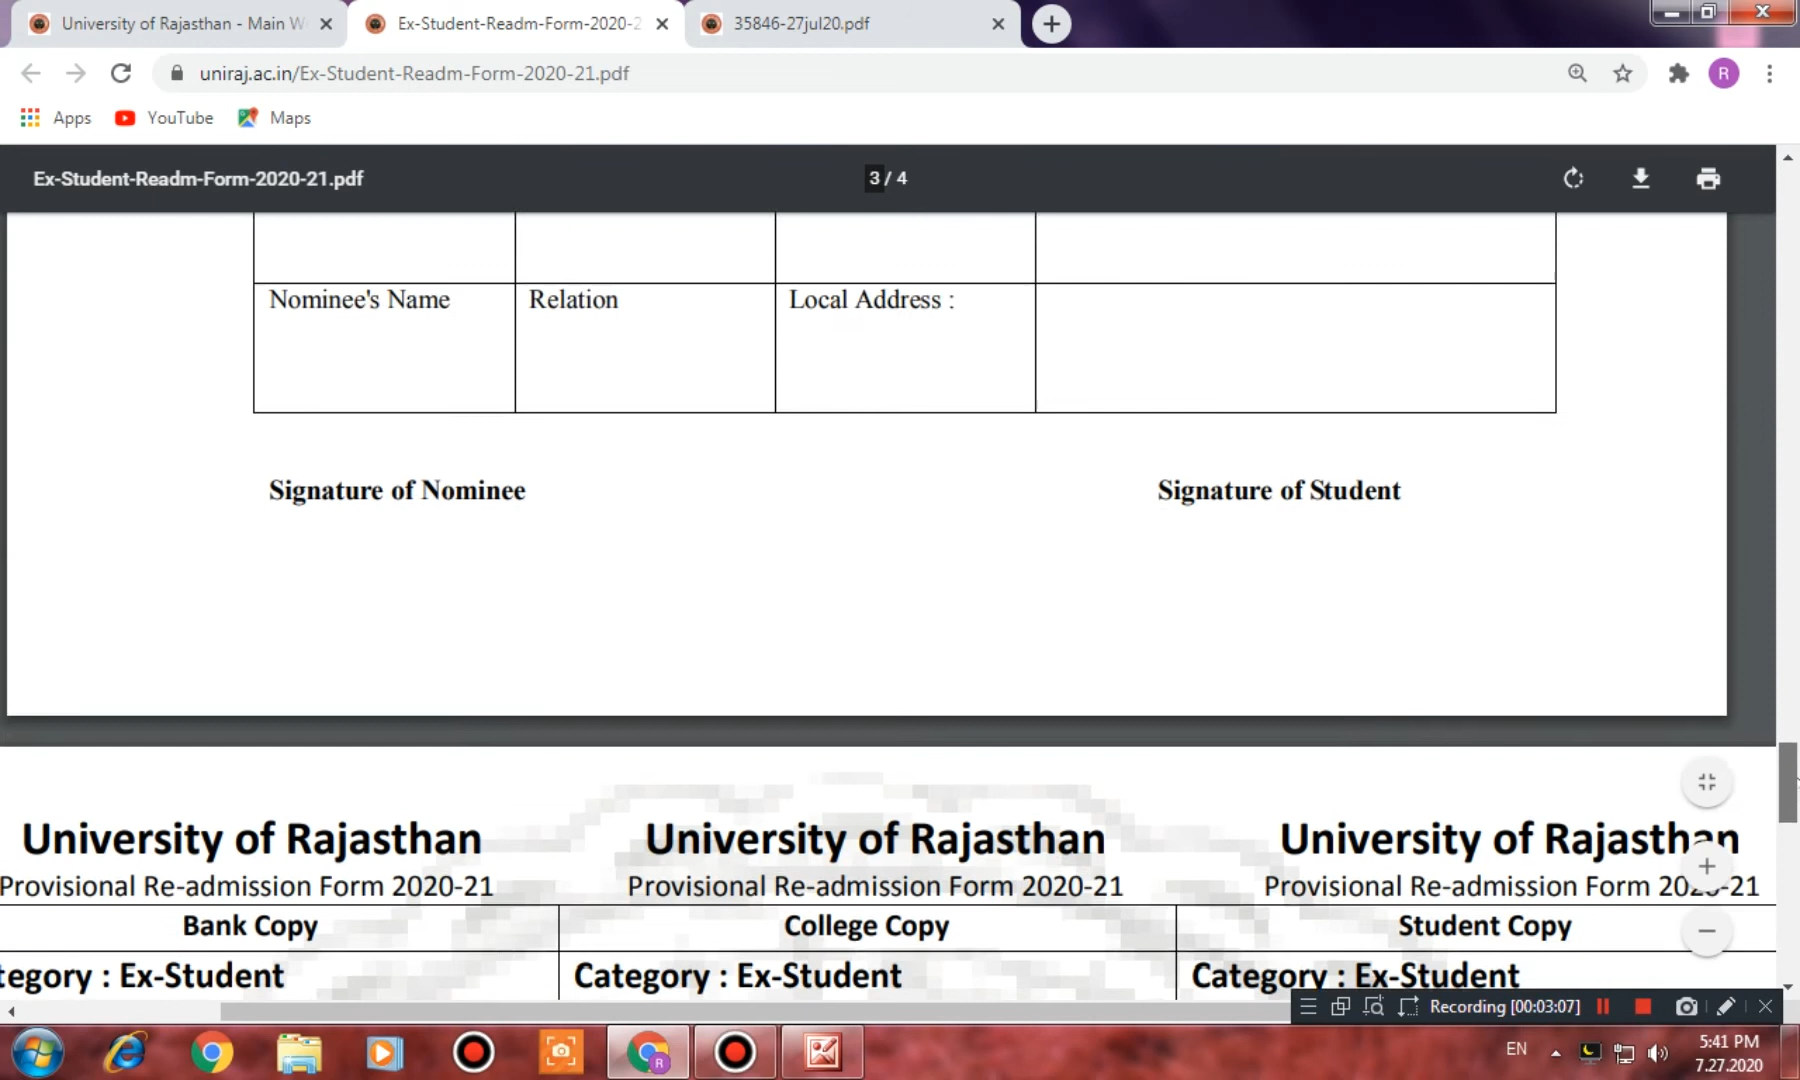 University of Rajasthan - Main W
Ex-Student-Readm-Form-2020-2
35846-27jul20.pdf
uniraj.ac.in/Ex-Student-Readm-Form-2020-21.pdf
R
Apps
YouTube
Maps
Ex-Student-Readm-Form-2020-21.pdf
3 / 4
Nominee's Name
Relation
Local Address :
Signature of Nominee
Signature of Student
University of Rajasthan
University of Rajasthan
University of Rajasthan
Provisional Re-admission Form 2020-21
Provisional Re-admission Form 2020-21
Provisional Re-admission Form 2020-21
Bank Copy
College Copy
Student Copy
tegory : Ex-Student
Category : Ex-Student
Category : Ex-Student
Recording [00:03:07]
R
EN
5:41 PM
7.27.2020